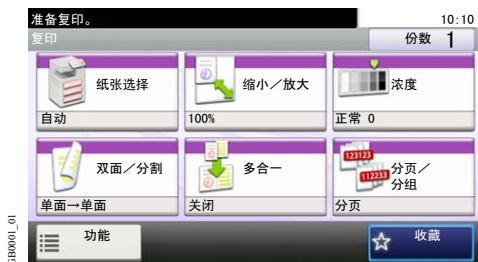 准备复印。 10:10
复印 份数 1
纸张选择 缩小／放大 浓度
自动 100% 正常 0
123123
112233
双面／分割 多合一 分页／
分组
单面→单面 关闭 分页
功能 收藏
GB0001_01